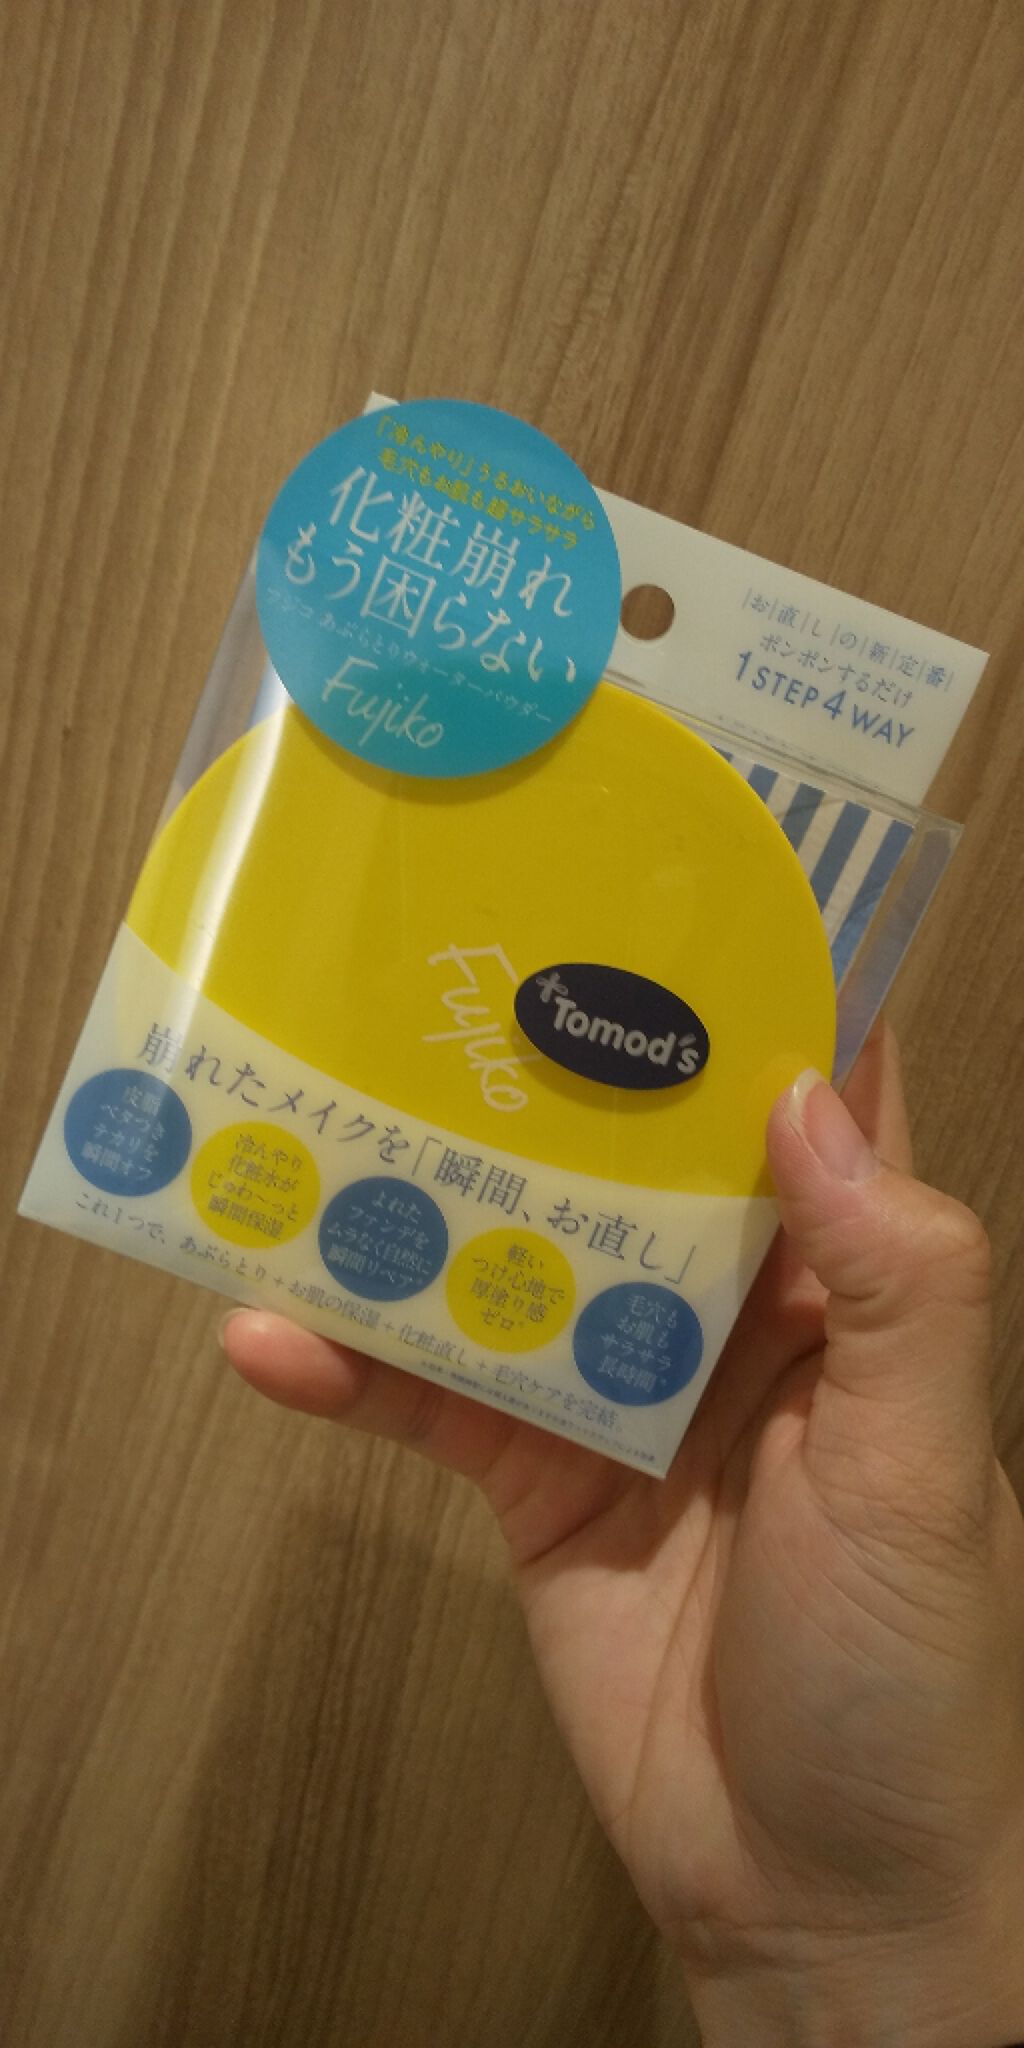 「冷んやり」うるおいながら
毛穴もお肌も超サラサラ
化粧崩れ
もう困らない
フジコ あぶらとりウォーターパウダー
Fujiko
お直しの新定番
ポンポンするだけ
1 STEP 4 WAY
Fujiko
Tomod's
崩れたメイクを「瞬間、お直し」
皮脂
ベタつき
テカリを
瞬間オフ
冷んやり
化粧水が
じゅわ〜っと
瞬間保湿
よれた
ファンデを
ムラなく自然に
瞬間リペア*
軽い
つけ心地で
厚塗り感
ゼロ*
毛穴も
お肌も
サラサラ
長時間*
これ1つで、あぶらとり+お肌の保湿+化粧直し+毛穴ケアを完結。